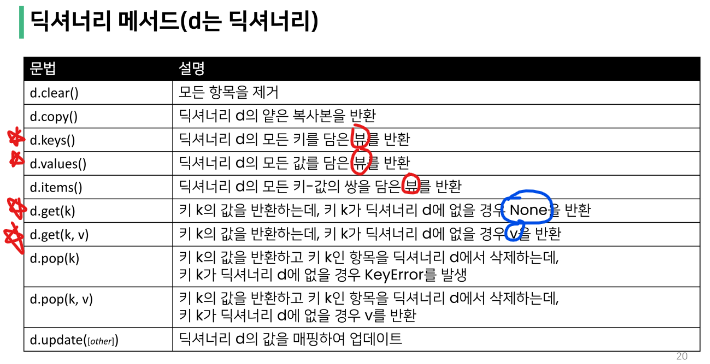 딕셔너리 메서드(d는 딕셔너리)
문법 설명
d.clear() 모든 항목을 제거
d.copy() 딕셔너리 d의 얕은 복사본을 반환
d.keys() 딕셔너리 d의 모든 키를 담은 뷰를 반환
d.values() 딕셔너리 d의 모든 값를 담은 뷰를 반환
d.items() 딕셔너리 d의 모든 키-값의 쌍을 담은 뷰를 반환
d.get(k) 키 k의 값을 반환하는데, 키 k가 딕셔너리 d에 없을 경우 None을 반환
d.get(k, v) 키 k의 값을 반환하는데, 키 k가 딕셔너리 d에 없을 경우 v을 반환
d.pop(k) 키 k의 값을 반환하고 키 k인 항목을 딕셔너리 d에서 삭제하는데,
키 k가 딕셔너리 d에 없을 경우 KeyError를 발생
d.pop(k, v) 키 k의 값을 반환하고 키 k인 항목을 딕셔너리 d에서 삭제하는데,
키 k가 딕셔너리 d에 없을 경우 v를 반환
d.update([other]) 딕셔너리 d의 값을 매핑하여 업데이트
20